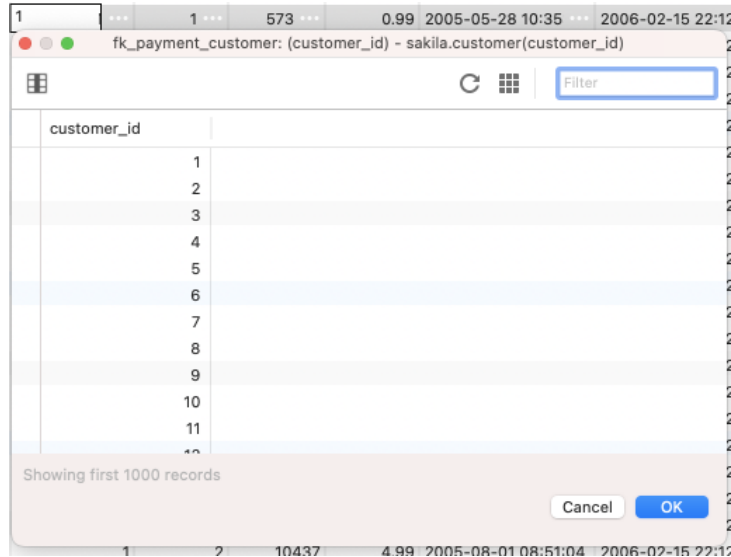 1 1 573 0.99 2005-05-28 10:35 2006-02-15 22:12
fk_payment_customer: (customer_id) - sakila.customer(customer_id)
Filter
customer_id
1
2
3
4
5
6
7
8
9
10
11
Showing first 1000 records
Cancel OK
1 2 10437 4.99 2005-08-01 08:51:04 2006-02-15 22:12